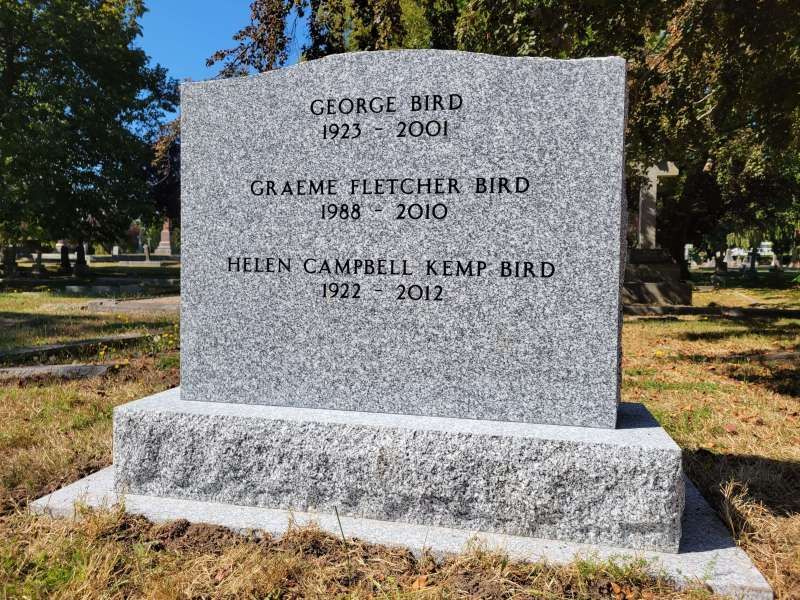 GEORGE BIRD
1923 - 2001
GRAEME FLETCHER BIRD
1988 - 2010
HELEN CAMPBELL KEMP BIRD
1922 - 2012